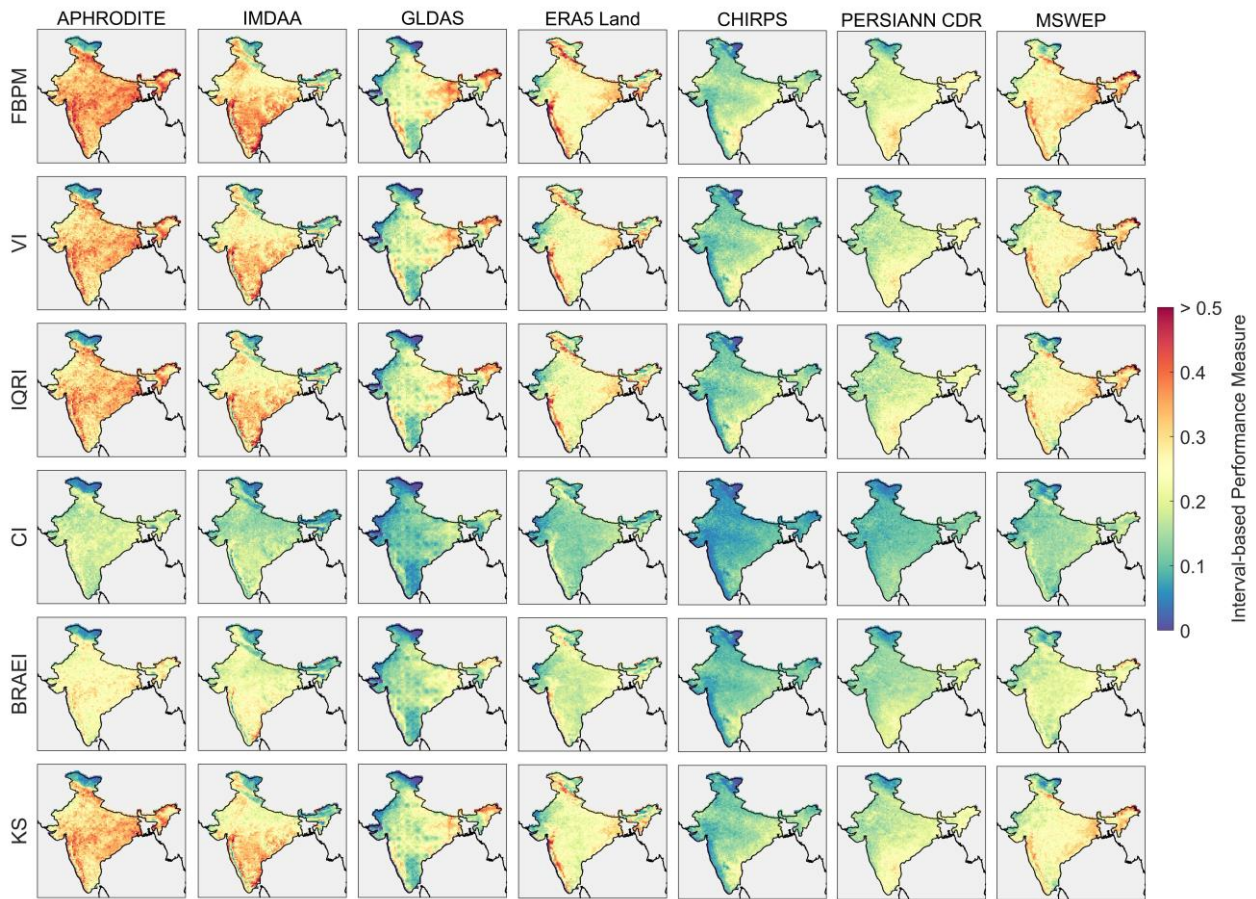 APHRODITE IMDAA GLDAS ERA5 Land CHIRPS PERSIANN CDR MSWEP
FBPM
VI
IQRI
CI
BRAEI
KS
> 0.5
0.4
0.3
0.2
0.1
0
Interval-based Performance Measure